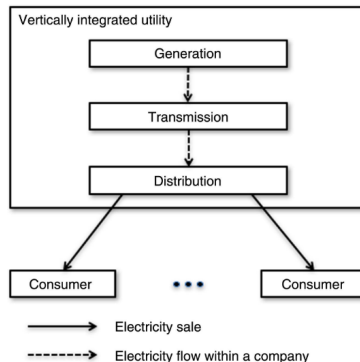 Vertically integrated utility
Generation
Transmission
Distribution
Consumer
Consumer
Electricity sale
Electricity flow within a company